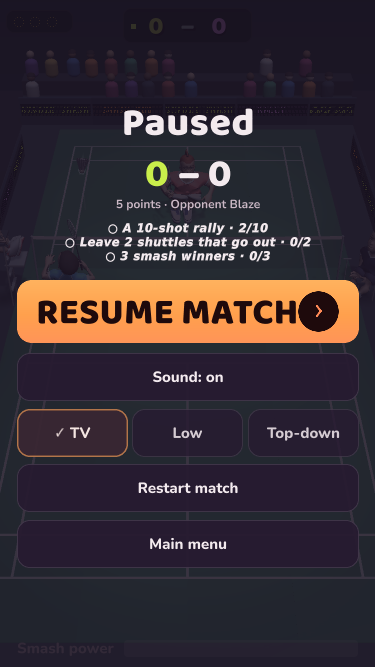 0 – 0
Paused
0 – 0
5 points · Opponent Blaze
○ A 10-shot rally · 2/10
○ Leave 2 shuttles that go out · 0/2
○ 3 smash winners · 0/3
RESUME MATCH ›
Sound: on
✓ TV Low Top-down
Restart match
Main menu
Smash power